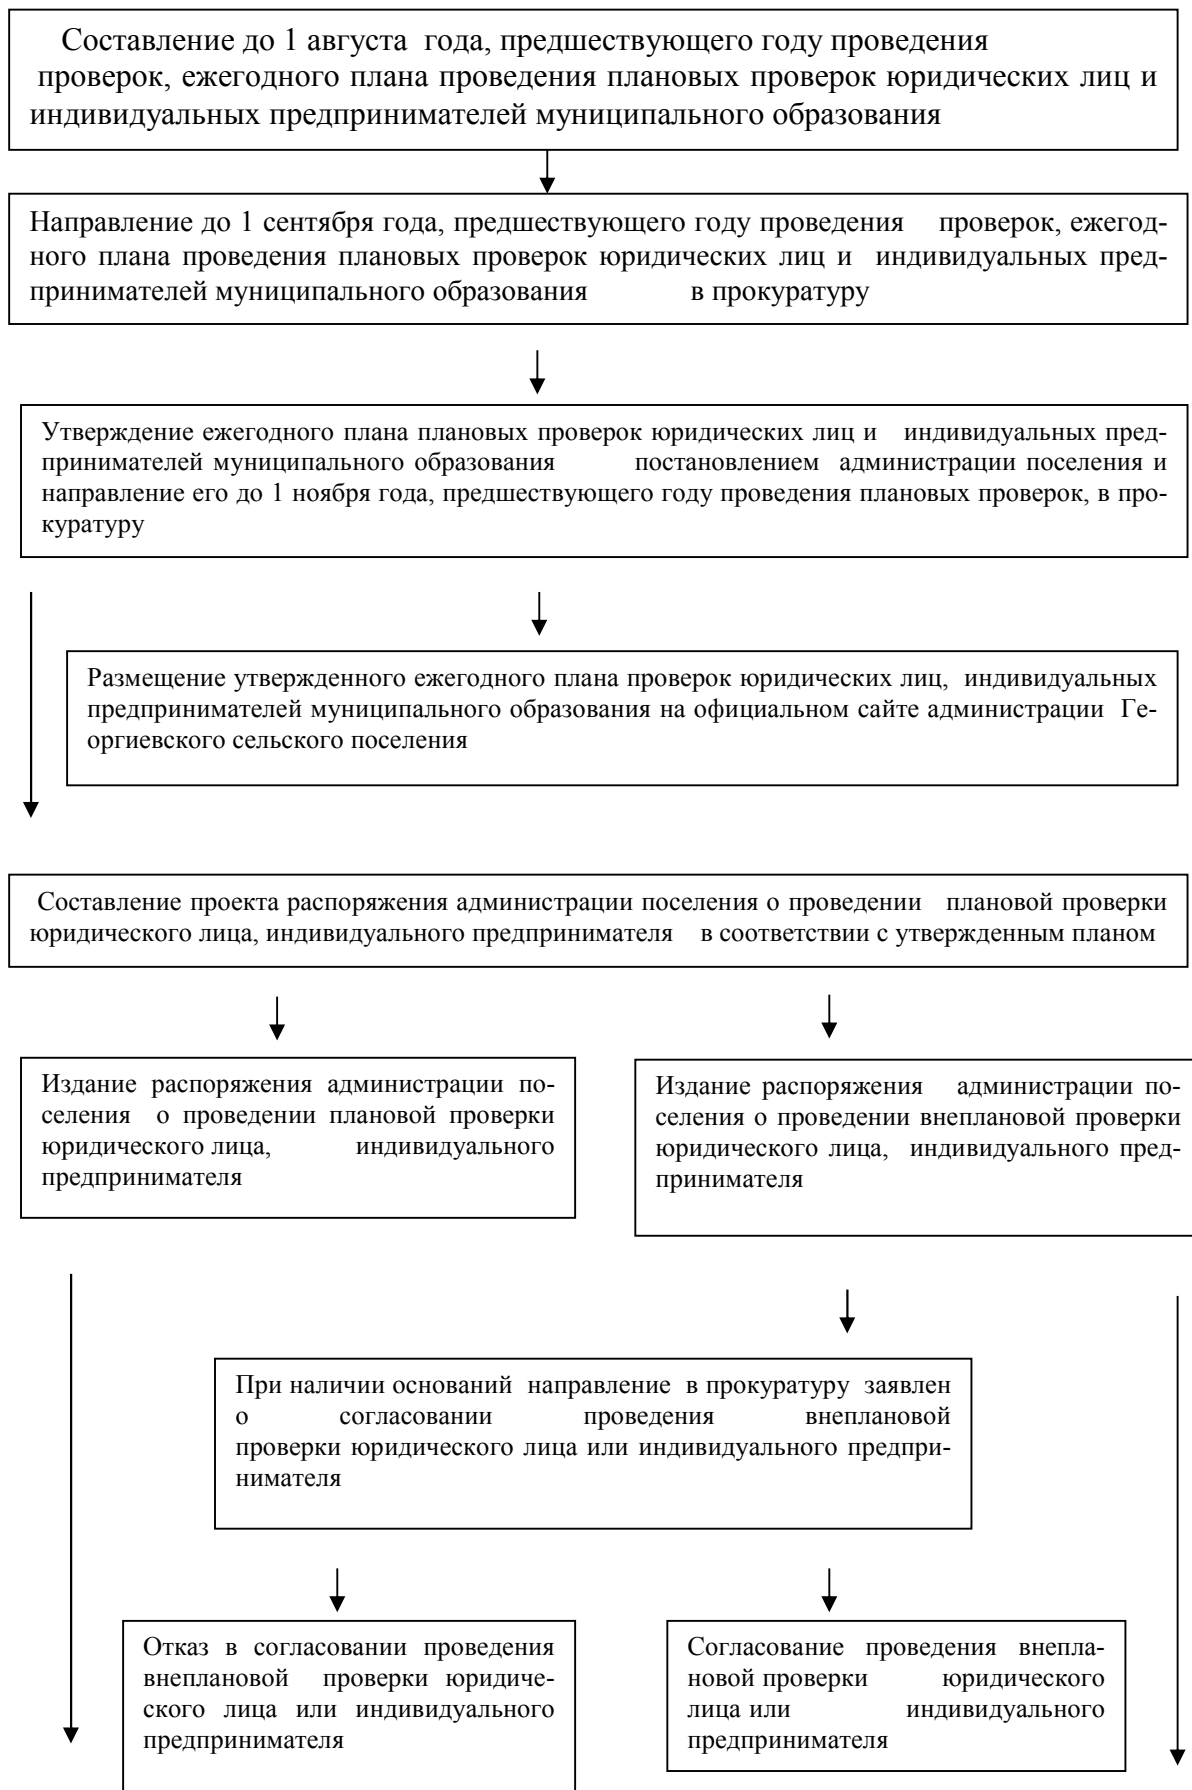 Составление до 1 августа года, предшествующего году проведения
проверок, ежегодного плана проведения плановых проверок юридических лиц и
индивидуальных предпринимателей муниципального образования
Направление до 1 сентября года, предшествующего году проведения проверок, ежегод-
ного плана проведения плановых проверок юридических лиц и индивидуальных пред-
принимателей муниципального образования в прокуратуру
Утверждение ежегодного плана плановых проверок юридических лиц и индивидуальных пред-
принимателей муниципального образования постановлением администрации поселения и
направление его до 1 ноября года, предшествующего году проведения плановых проверок, в про-
куратуру
Размещение утвержденного ежегодного плана проверок юридических лиц, индивидуальных
предпринимателей муниципального образования на официальном сайте администрации Ге-
оргиевского сельского поселения
Составление проекта распоряжения администрации поселения о проведении плановой проверки
юридического лица, индивидуального предпринимателя в соответствии с утвержденным планом
Издание распоряжения администрации по-
селения о проведении плановой проверки
юридического лица, индивидуального
предпринимателя
Издание распоряжения администрации по-
селения о проведении внеплановой проверки
юридического лица, индивидуального пред-
принимателя
При наличии оснований направление в прокуратуру заявлен
о согласовании проведения внеплановой
проверки юридического лица или индивидуального предпри-
нимателя
Отказ в согласовании проведения
внеплановой проверки юридиче-
ского лица или индивидуального
предпринимателя
Согласование проведения внепла-
новой проверки юридического
лица или индивидуального
предпринимателя